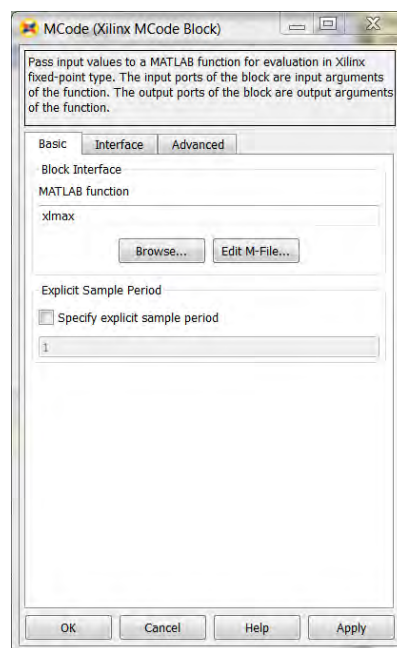 MCode (Xilinx MCode Block)
Pass input values to a MATLAB function for evaluation in Xilinx
fixed-point type. The input ports of the block are input arguments
of the function. The output ports of the block are output arguments
of the function.
Basic Interface Advanced
Block Interface
MATLAB function
xlmax
Browse... Edit M-File...
Explicit Sample Period
Specify explicit sample period
1
OK Cancel Help Apply